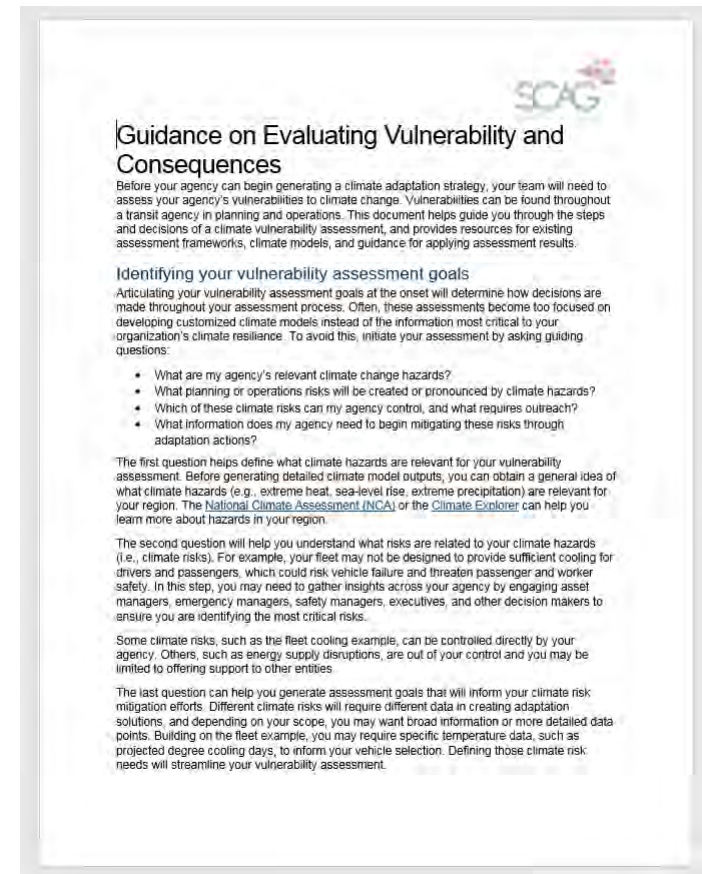 SCAG
Guidance on Evaluating Vulnerability and
Consequences
Before your agency can begin generating a climate adaptation strategy, your team will need to
assess your agency's vulnerabilities to climate change. Vulnerabilities can be found throughout
a transit agency in planning and operations. This document helps guide you through the steps
and decisions of a climate vulnerability assessment, and provides resources for existing
assessment frameworks, climate models, and guidance for applying assessment results.
Identifying your vulnerability assessment goals
Articulating your vulnerability assessment goals at the onset will determine how decisions are
made throughout your assessment process. Often, these assessments become too focused on
developing customized climate models instead of the information most critical to your
organization's climate resilience. To avoid this, initiate your assessment by asking guiding
questions:
• What are my agency's relevant climate change hazards?
• What planning or operations risks will be created or pronounced by climate hazards?
• Which of these climate risks can my agency control, and what requires outreach?
• What information does my agency need to begin mitigating these risks through
adaptation actions?
The first question helps define what climate hazards are relevant for your vulnerability
assessment. Before generating detailed climate model outputs, you can obtain a general idea of
what climate hazards (e.g., extreme heat, sea-level rise, extreme precipitation) are relevant for
your region. The National Climate Assessment (NCA) or the Climate Explorer can help you
learn more about hazards in your region.
The second question will help you understand what risks are related to your climate hazards
(i.e., climate risks). For example, your fleet may not be designed to provide sufficient cooling for
drivers and passengers, which could risk vehicle failure and threaten passenger and worker
safety. In this step, you may need to gather insights across your agency by engaging asset
managers, emergency managers, safety managers, executives, and other decision makers to
ensure you are identifying the most critical risks.
Some climate risks, such as the fleet cooling example, can be controlled directly by your
agency. Others, such as energy supply disruptions, are out of your control and you may be
limited to offering support to other entities.
The last question can help you generate assessment goals that will inform your climate risk
mitigation efforts. Different climate risks will require different data in creating adaptation
solutions, and depending on your scope, you may want broad information or more detailed data
points. Building on the fleet example, you may require specific temperature data, such as
projected degree cooling days, to inform your vehicle selection. Defining those climate risk
needs will streamline your vulnerability assessment.